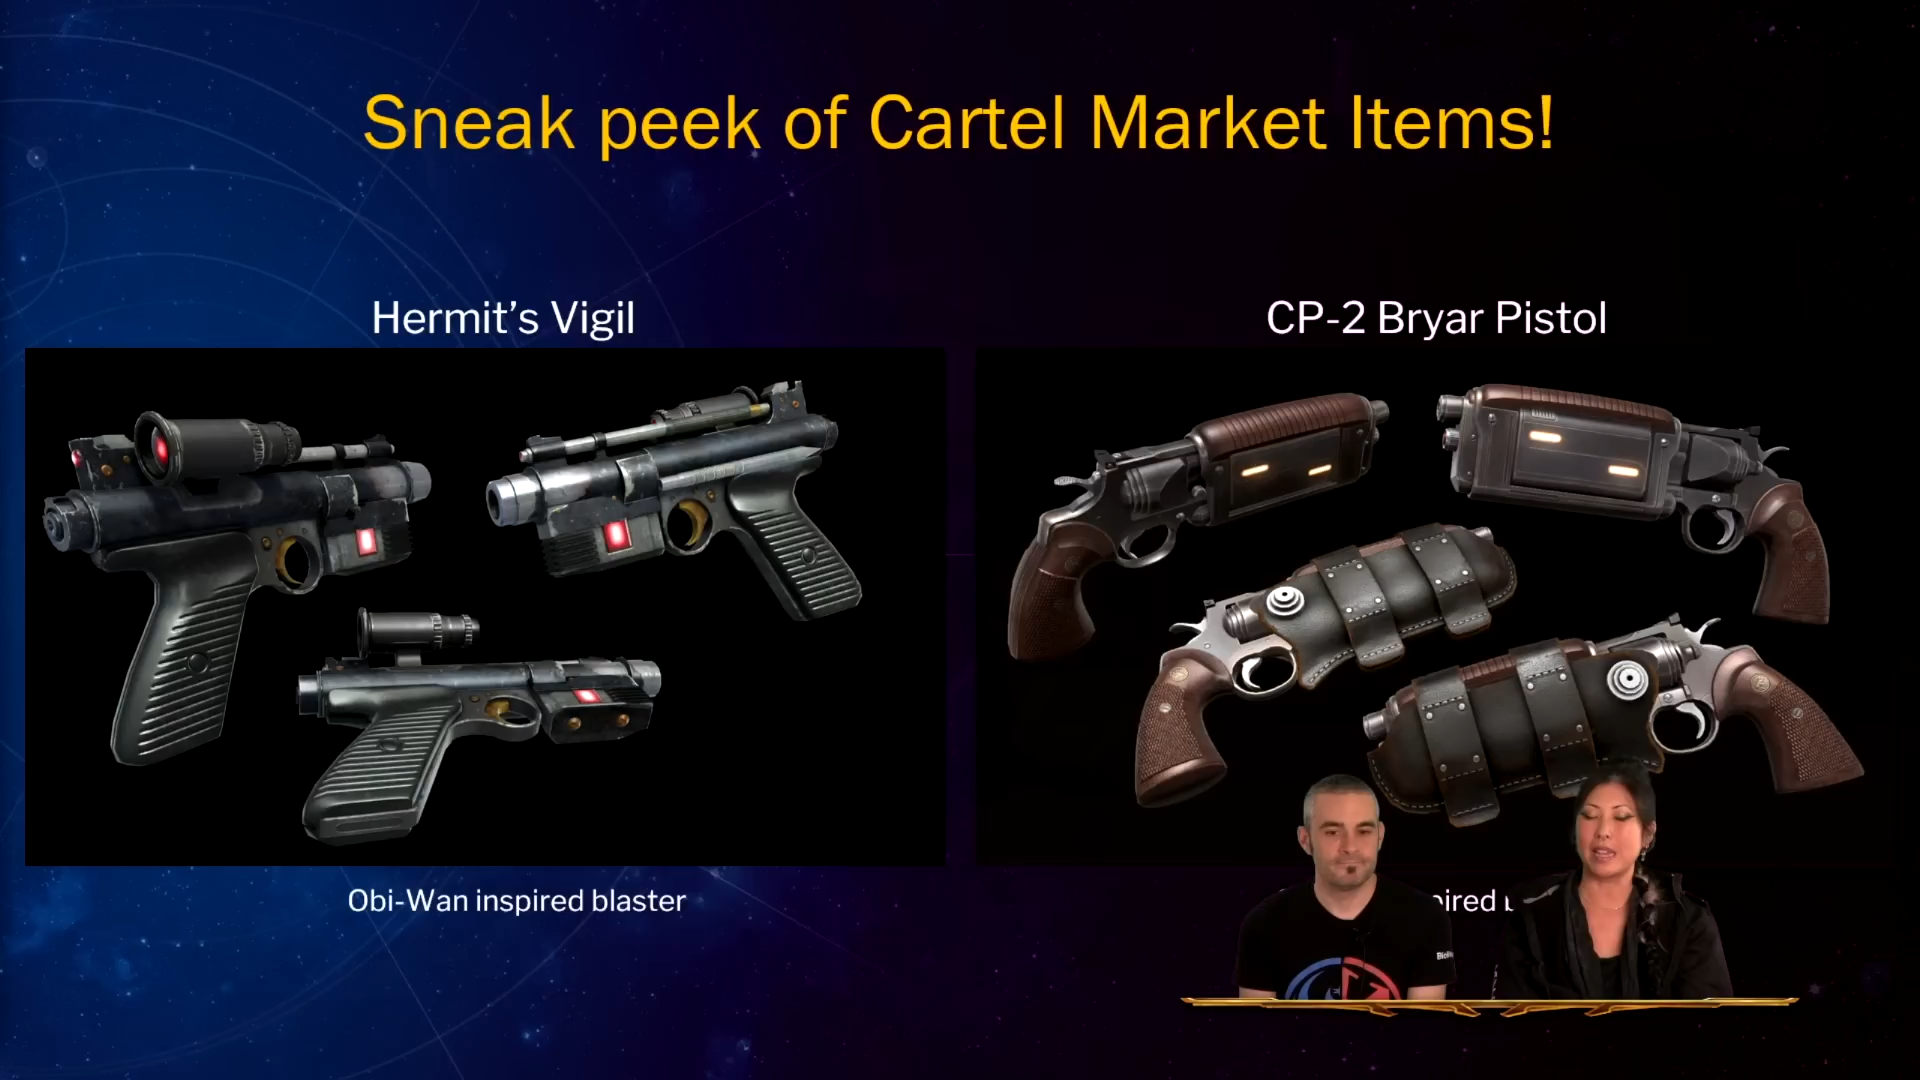 Sneak peek of Cartel Market Items!
Hermit’s Vigil
CP-2 Bryar Pistol
Obi-Wan inspired blaster